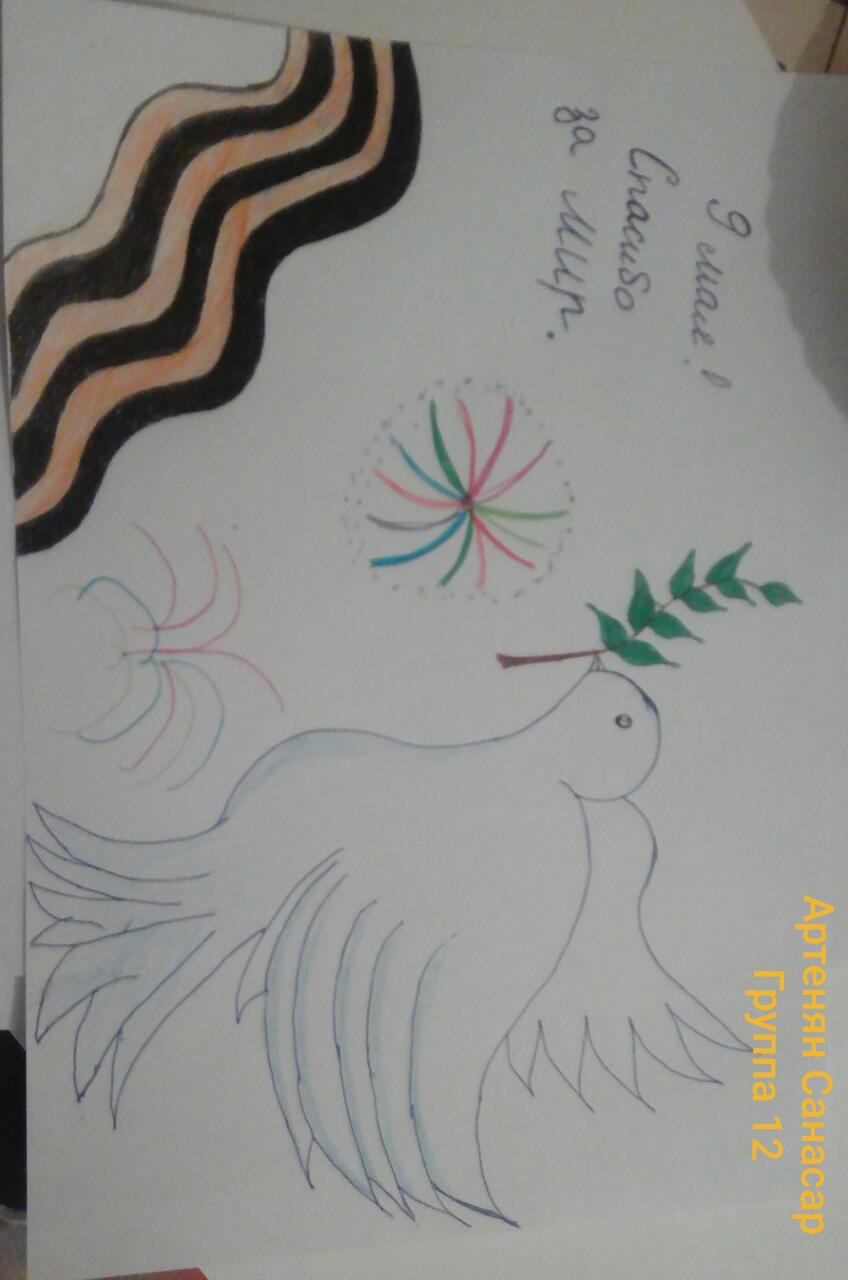 9 мая!
Спасибо
за мир.
Артенян Санасар
Группа 12